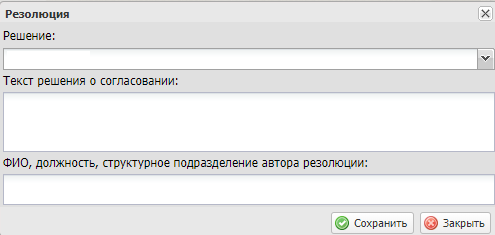 Резолюция
Решение:
Текст решения о согласовании:
ФИО, должность, структурное подразделение автора резолюции:
Сохранить Закрыть